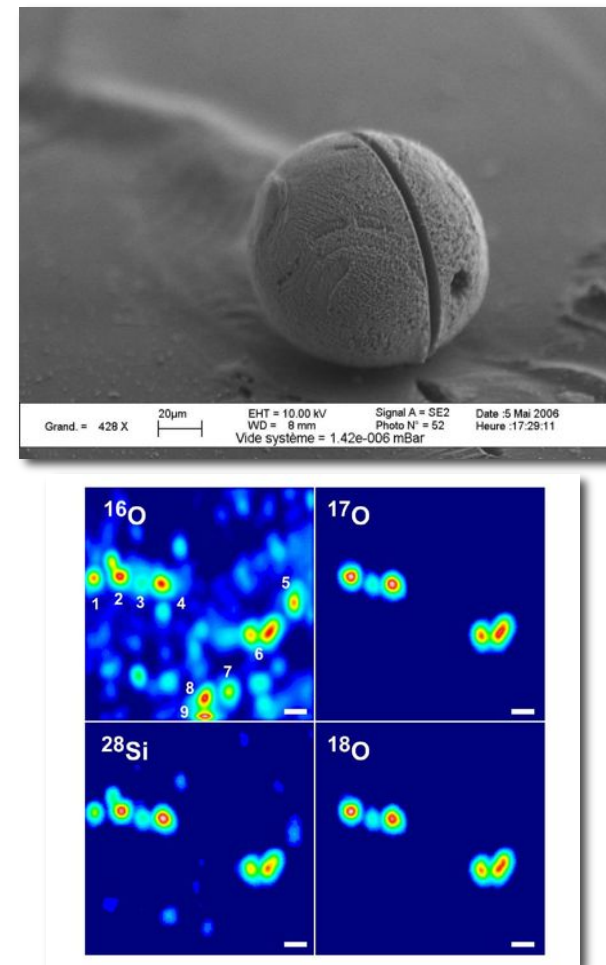 Grand. = 428 X 20µm EHT = 10.00 kV Signal A = SE2 Date :5 Mai 2006
WD = 8 mm Photo N° = 52 Heure :17:29:11
Vide système = 1.42e-006 mBar
16O 17O
5
1 2 3 4
6
7
8
9
28Si 18O